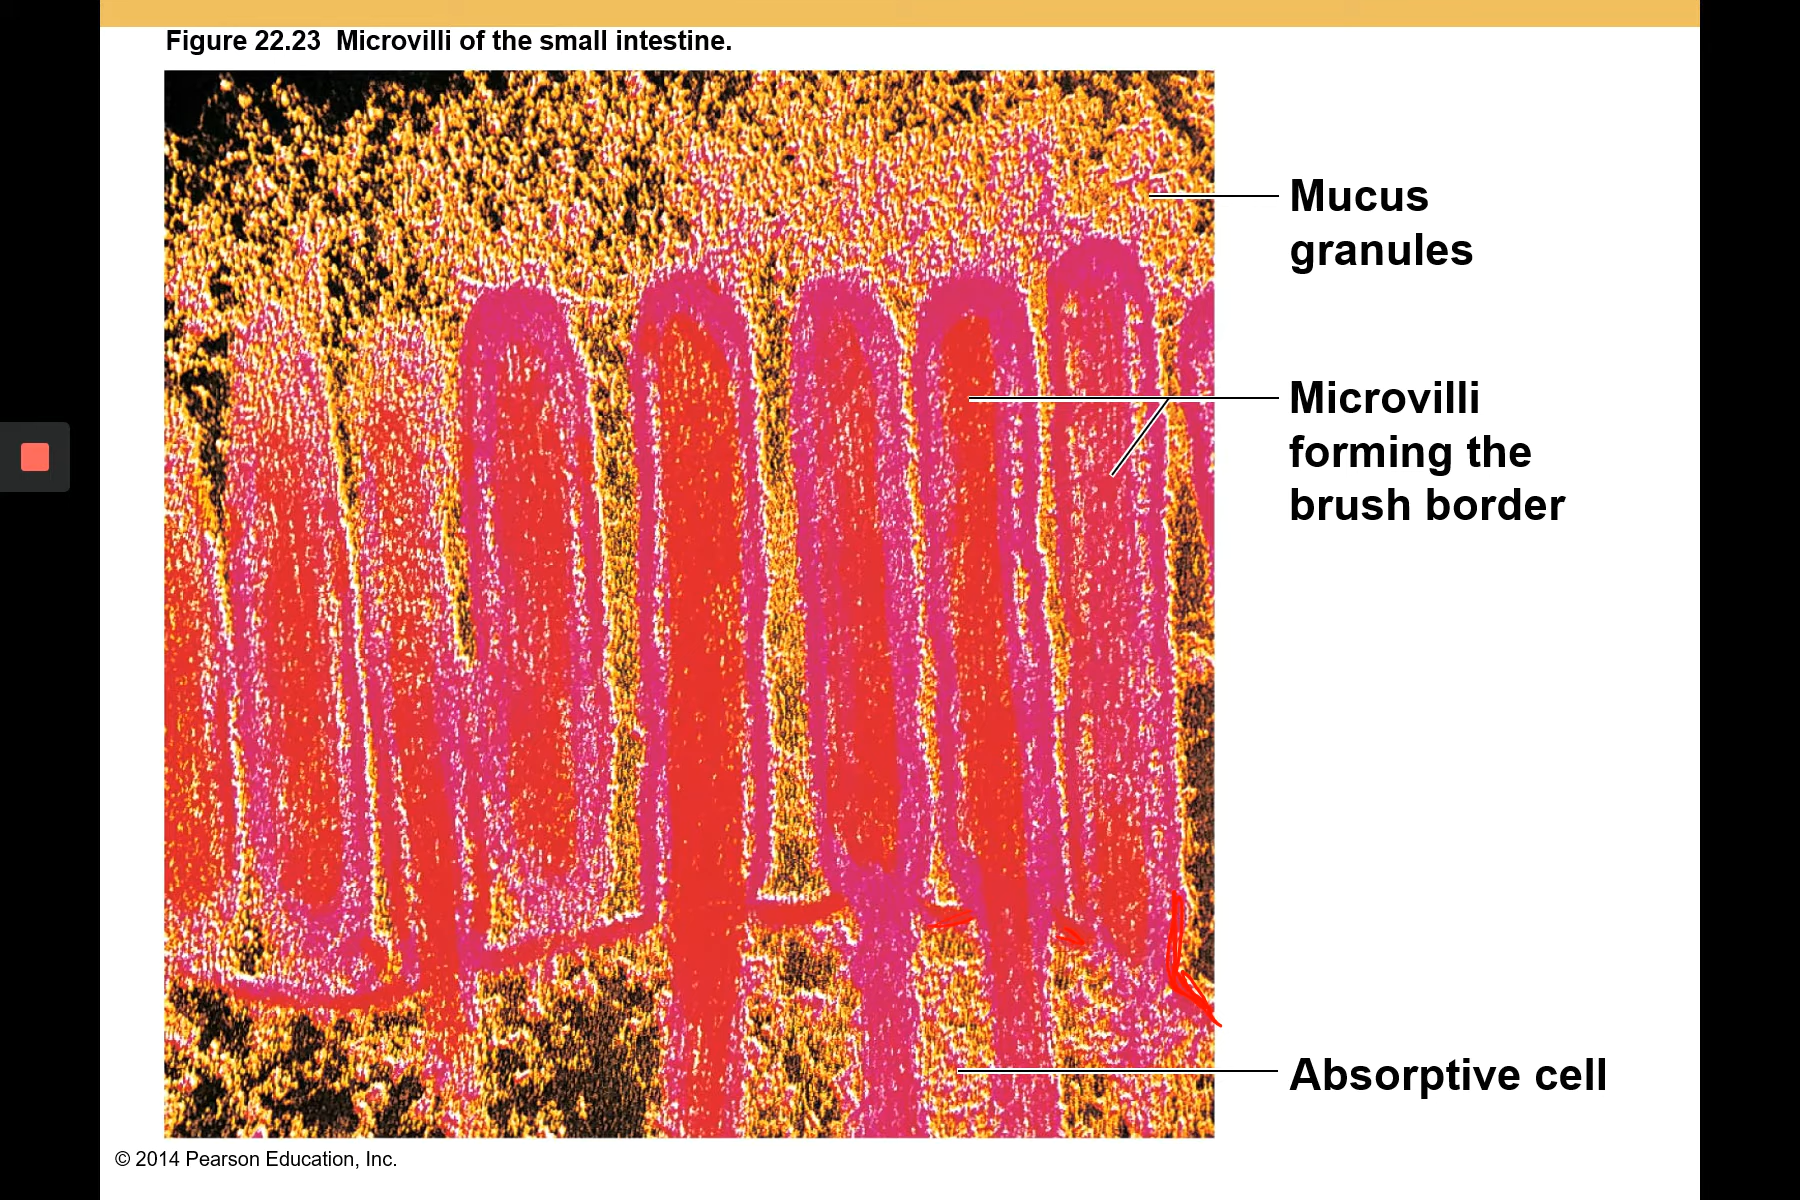 Figure 22.23  Microvilli of the small intestine.
Mucus
granules
Microvilli
forming the
brush border
Absorptive cell
© 2014 Pearson Education, Inc.